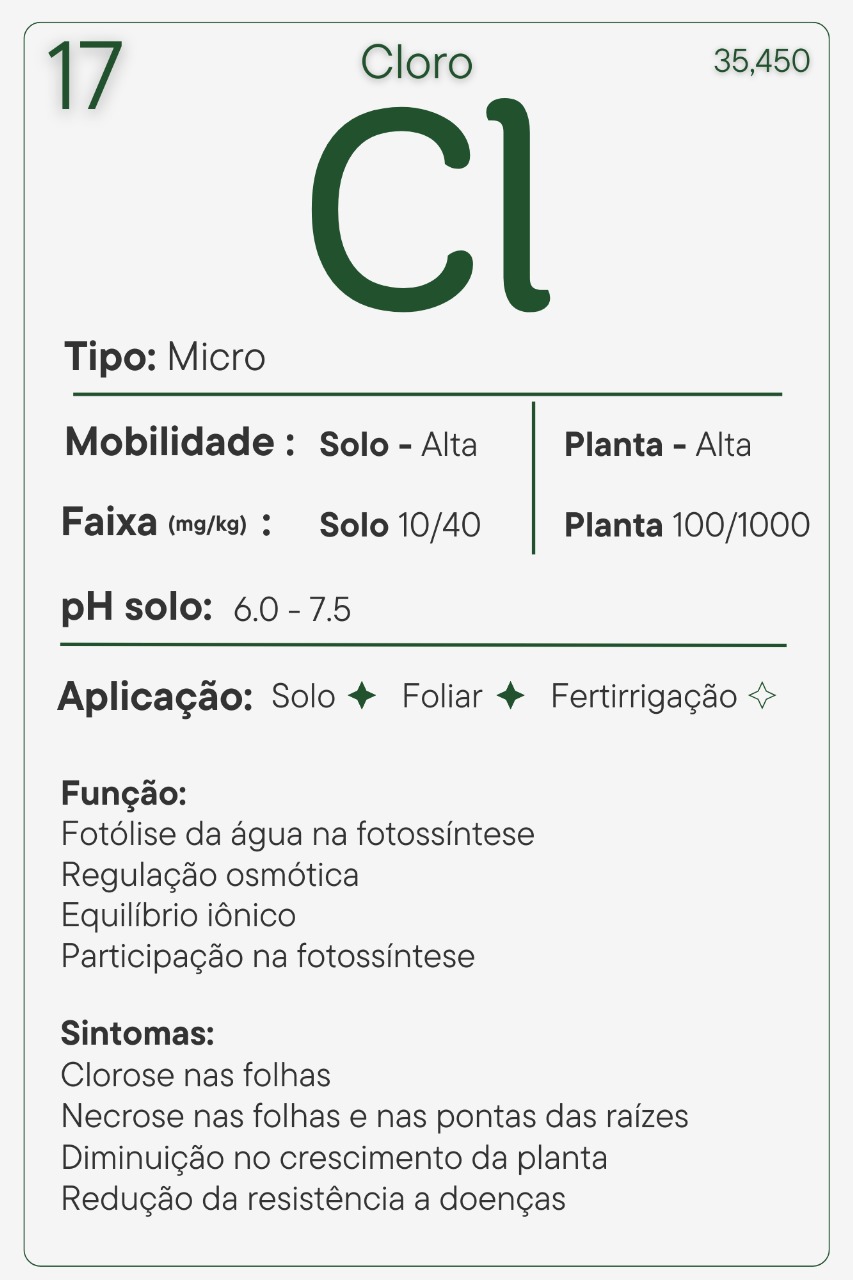 17 Cloro 35,450
Cl
Tipo: Micro
Mobilidade : Solo - Alta Planta - Alta
Faixa (mg/kg) : Solo 10/40 Planta 100/1000
pH solo: 6.0 - 7.5
Aplicação: Solo ✦ Foliar ✦ Fertirrigação ✧
Função:
Fotólise da água na fotossíntese
Regulação osmótica
Equilíbrio iônico
Participação na fotossíntese
Sintomas:
Clorose nas folhas
Necrose nas folhas e nas pontas das raízes
Diminuição no crescimento da planta
Redução da resistência a doenças